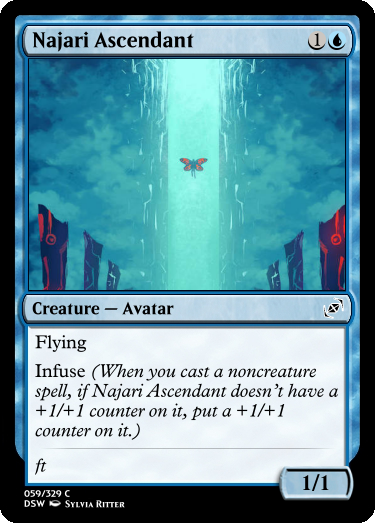 Najari Ascendant 1
Creature — Avatar
Flying
Infuse (When you cast a noncreature
spell, if Najari Ascendant doesn't have a
+1/+1 counter on it, put a +1/+1
counter on it.)
ft
1/1
059/329 C
DSW Sylvia Ritter